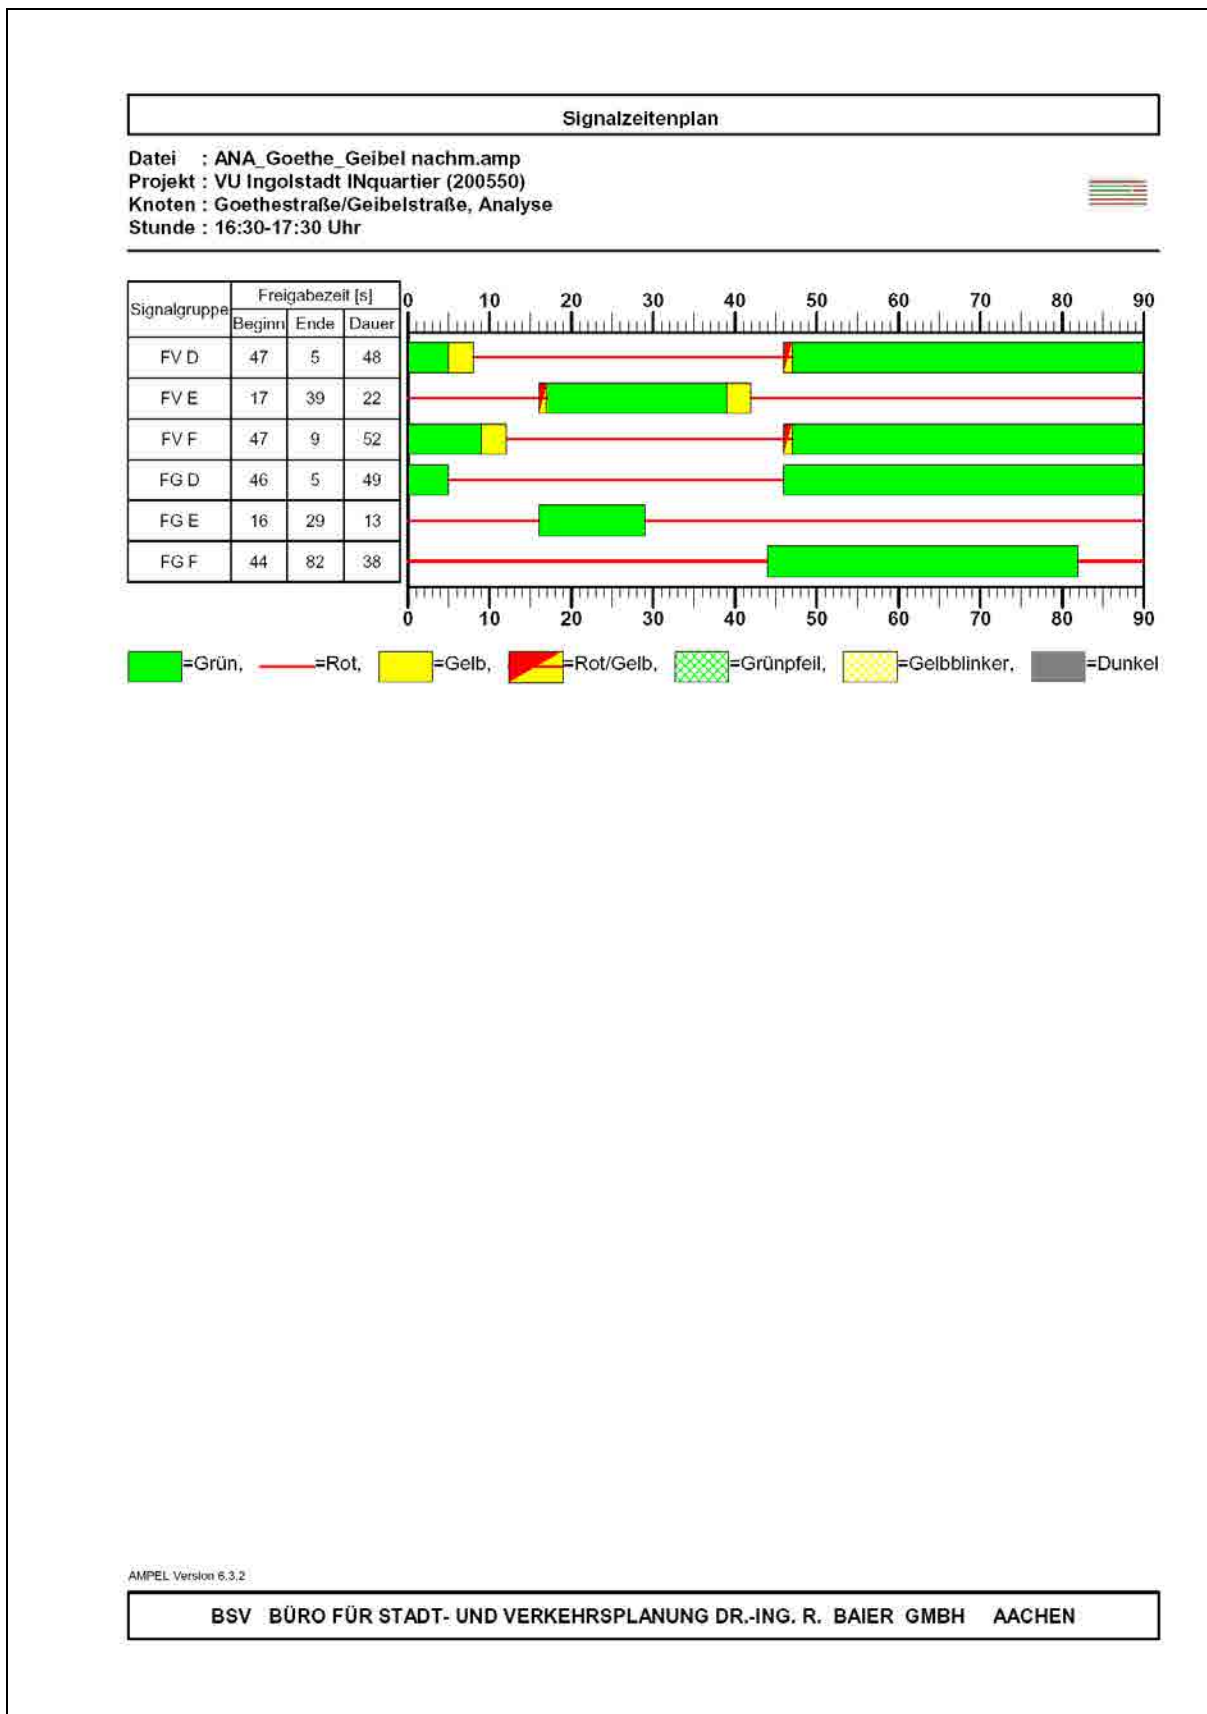 Signalzeitenplan
Datei : ANA_Goethe_Geibel nachm.amp
Projekt : VU Ingolstadt INquartier (200550)
Knoten : Goethestraße/Geibelstraße, Analyse
Stunde : 16:30-17:30 Uhr
Signalgruppe Freigabezeit [s]
Beginn Ende Dauer
0 10 20 30 40 50 60 70 80 90
FV D 47 5 48
FV E 17 39 22
FV F 47 9 52
FG D 46 5 49
FG E 16 29 13
FG F 44 82 38
0 10 20 30 40 50 60 70 80 90
=Grün, =Rot, =Gelb, =Rot/Gelb, =Grünpfeil, =Gelbblinker, =Dunkel
AMPEL Version 6.3.2
BSV BÜRO FÜR STADT- UND VERKEHRSPLANUNG DR.-ING. R. BAIER GMBH AACHEN